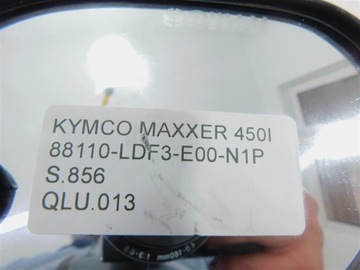 KYMCO MAXXER 450I
88110-LDF3-E00-N1P
S.856
QLU.013